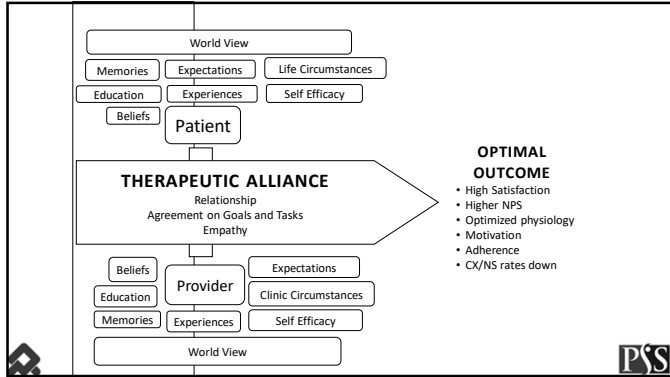 World View
Memories
Expectations
Life Circumstances
Education
Experiences
Self Efficacy
Beliefs
Patient
THERAPEUTIC ALLIANCE
Relationship
Agreement on Goals and Tasks
Empathy
OPTIMAL
OUTCOME
• High Satisfaction
• Higher NPS
• Optimized physiology
• Motivation
• Adherence
• CX/NS rates down
Beliefs
Provider
Expectations
Education
Clinic Circumstances
Memories
Experiences
Self Efficacy
World View